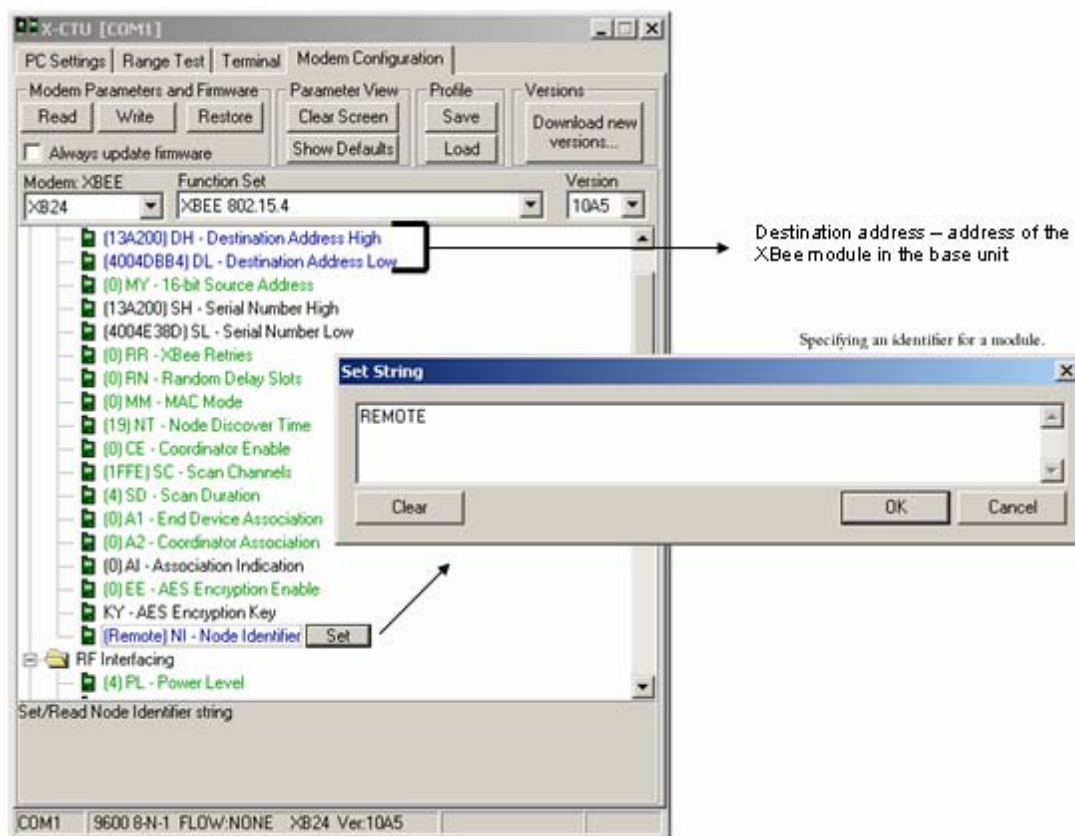 X-CTU [COM1]
PC Settings Range Test Terminal Modem Configuration
Modem Parameters and Firmware Parameter View Profile Versions
Read Write Restore Clear Screen Save Download new versions...
Always update firmware Show Defaults Load
Modem: XBEE Function Set Version
XB24 XBEE 802.15.4 10A5
(13A200) DH - Destination Address High
(4004DBB4) DL - Destination Address Low
Destination address – address of the
XBee module in the base unit
(0) MY - 16-bit Source Address
(13A200) SH - Serial Number High
(4004E38D) SL - Serial Number Low
(0) RR - XBee Retries
(0) RN - Random Delay Slots
(0) MM - MAC Mode
(19) NT - Node Discover Time
(0) CE - Coordinator Enable
(1FFE) SC - Scan Channels
(4) SD - Scan Duration
(0) A1 - End Device Association
(0) A2 - Coordinator Association
(0) AI - Association Indication
(0) EE - AES Encryption Enable
KY - AES Encryption Key
(Remote) NI - Node Identifier Set
RF Interfacing
(4) PL - Power Level
Set/Read Node Identifier string
COM1 9600 8-N-1 FLOW:NONE XB24 Ver:10A5
Specifying an identifier for a module.
Set String
REMOTE
Clear OK Cancel